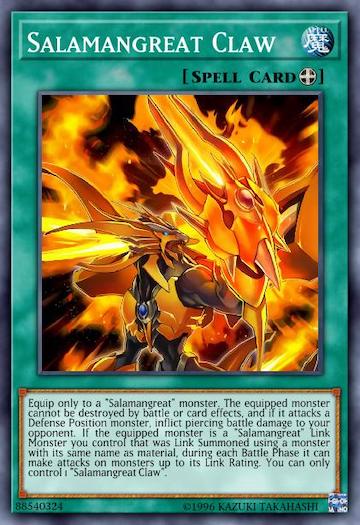 Salamangreat Claw
魔
[Spell Card]
Equip only to a "Salamangreat" monster. The equipped monster
cannot be destroyed by battle or card effects, and if it attacks a
Defense Position monster, inflict piercing battle damage to your
opponent. If the equipped monster is a "Salamangreat" Link
Monster you control that was Link Summoned using a monster
with its same name as material, during each Battle Phase it can
make attacks on monsters up to its Link Rating. You can only
control 1 "Salamangreat Claw".
88540324
©1996 KAZUKI TAKAHASHI